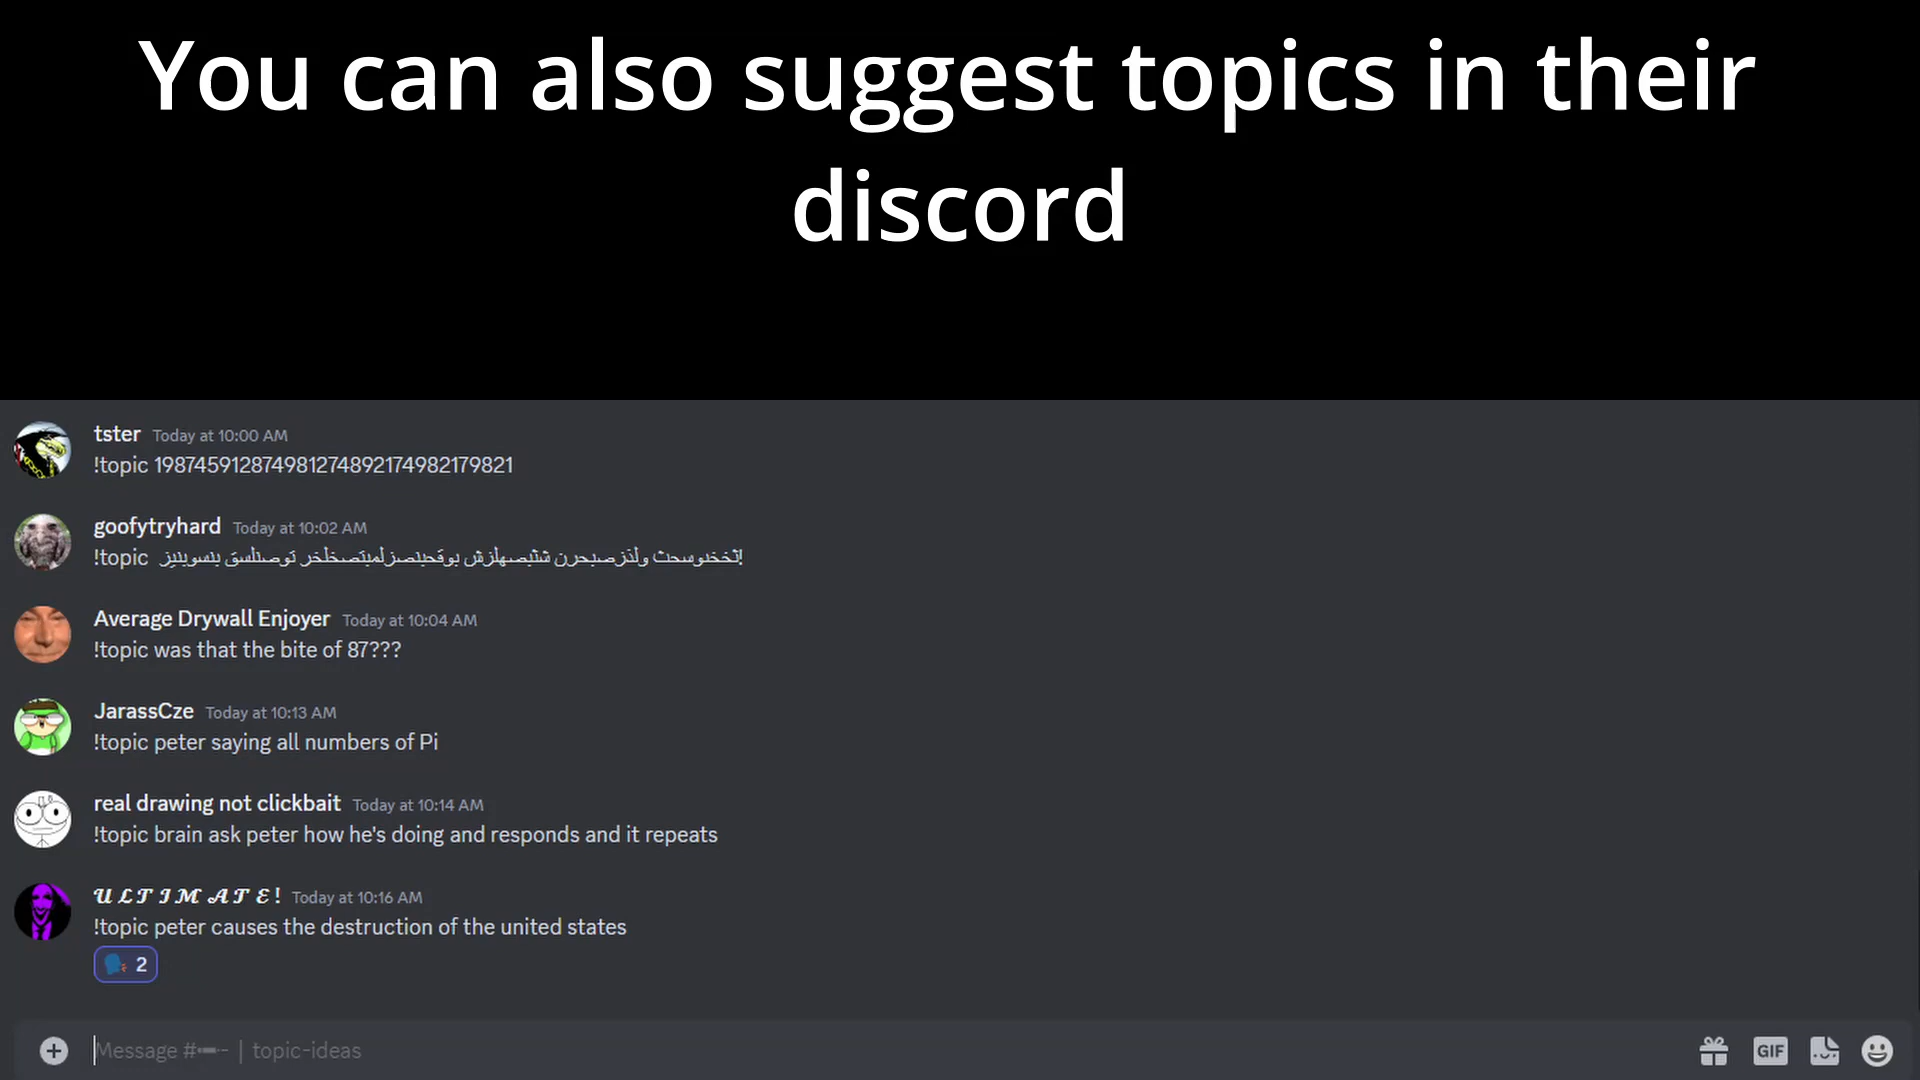 You can also suggest topics in their
discord
tster Today at 10:00 AM
!topic 198745912874981274892174982179821
goofytryhard Today at 10:02 AM
!topic
Average Drywall Enjoyer Today at 10:04 AM
!topic was that the bite of 87???
JarassCze Today at 10:13 AM
!topic peter saying all numbers of Pi
real drawing not clickbait Today at 10:14 AM
!topic brain ask peter how he's doing and responds and it repeats
𝓤 𝓛 𝓣 𝓘 𝓜 𝓐 𝓣 𝓔 ! Today at 10:16 AM
!topic peter causes the destruction of the united states
2
Message # | topic-ideas
GIF